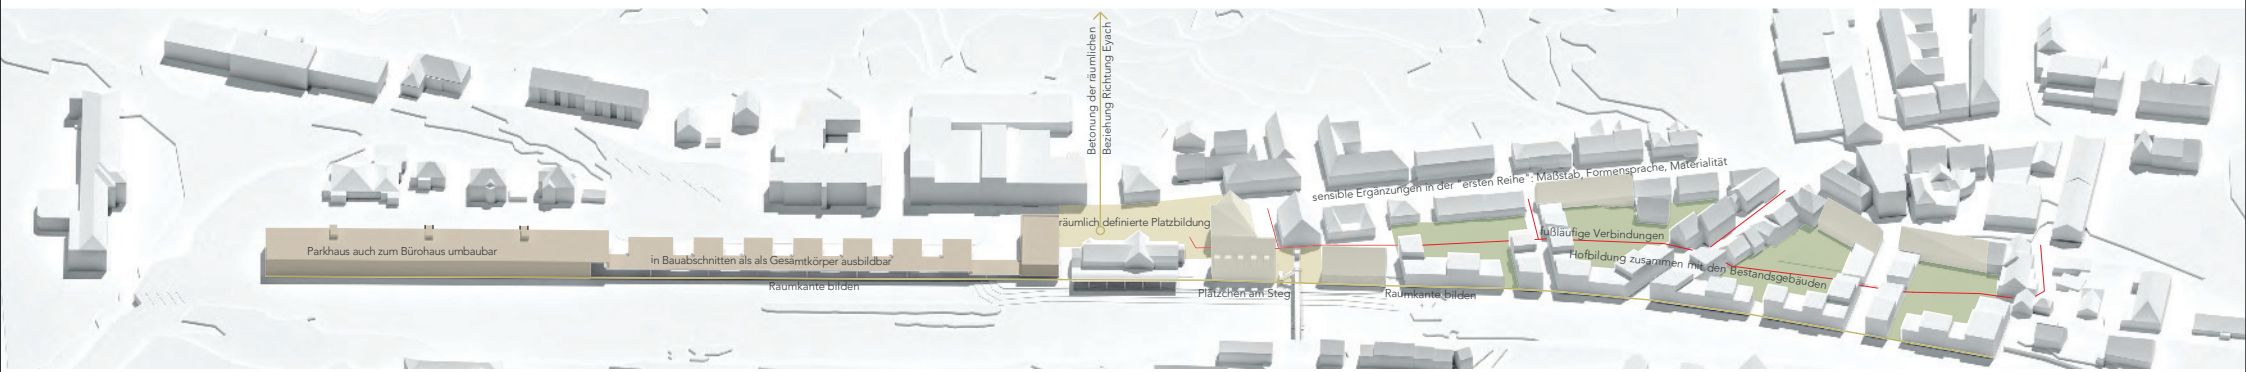 Betonung der räumlichen
Beziehung Richtung Eyach
sensible Ergänzungen in der "ersten Reihe": Maßstab, Formensprache, Materialität
räumlich definierte Platzbildung
fußläufige Verbindungen
Parkhaus auch zum Bürohaus umbaubar
in Bauabschnitten als als Gesamtkörper ausbildbar
Hofbildung zusammen mit den Bestandsgebäuden
Raumkante bilden
Plätzchen am Steg
Raumkante bilden